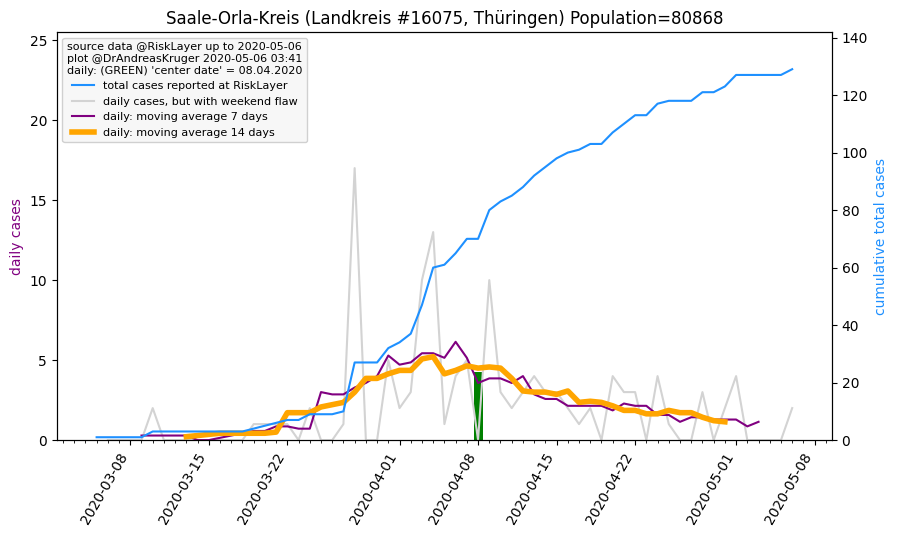 Saale-Orla-Kreis (Landkreis #16075, Thüringen) Population=80868
source data @RiskLayer up to 2020-05-06
plot @DrAndreasKruger 2020-05-06 03:41
daily: (GREEN) 'center date' = 08.04.2020
total cases reported at RiskLayer
daily cases, but with weekend flaw
daily: moving average 7 days
daily: moving average 14 days
daily cases
25
20
15
10
5
0
cumulative total cases
140
120
100
80
60
40
20
0
2020-03-08
2020-03-15
2020-03-22
2020-04-01
2020-04-08
2020-04-15
2020-04-22
2020-05-01
2020-05-08